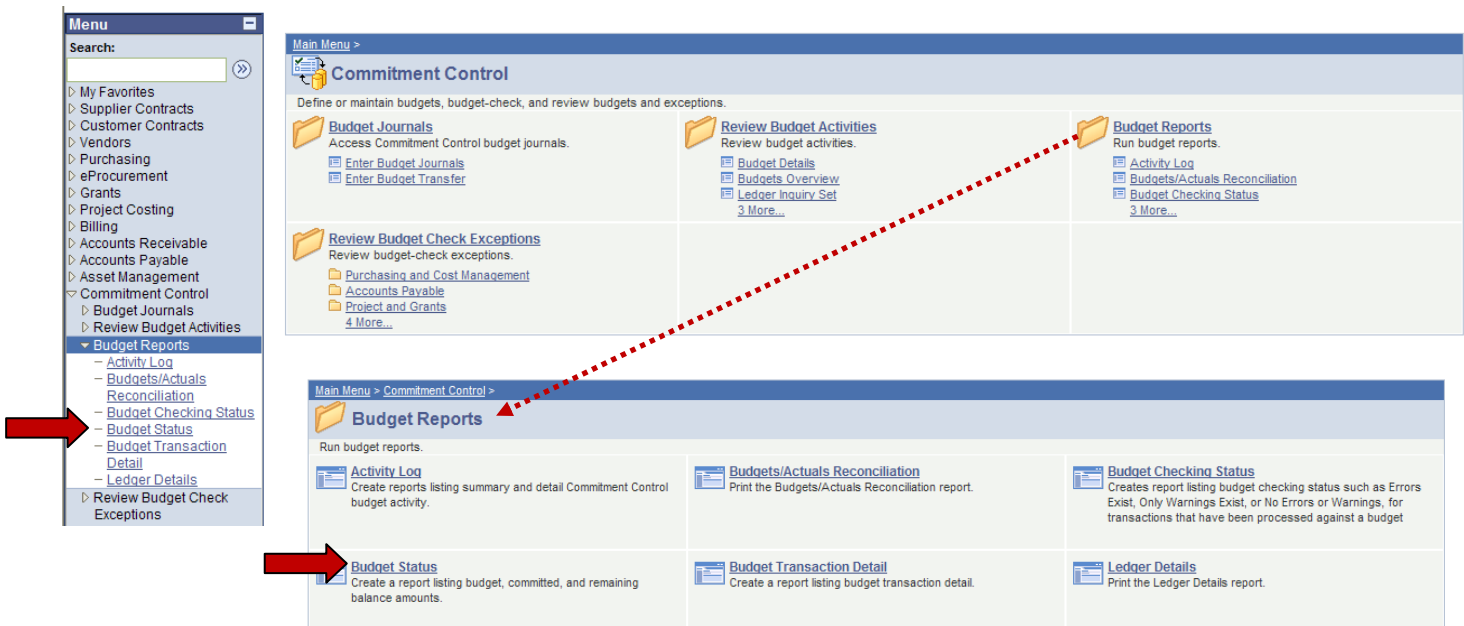 Menu
Search:
My Favorites
Supplier Contracts
Customer Contracts
Vendors
Purchasing
eProcurement
Grants
Project Costing
Billing
Accounts Receivable
Accounts Payable
Asset Management
Commitment Control
Budget Journals
Review Budget Activities
Budget Reports
– Activity Log
– Budgets/Actuals
Reconciliation
– Budget Checking Status
– Budget Status
– Budget Transaction
Detail
– Ledger Details
Review Budget Check
Exceptions
Main Menu >
Commitment Control
Define or maintain budgets, budget-check, and review budgets and exceptions.
Budget Journals
Access Commitment Control budget journals.
Enter Budget Journals
Enter Budget Transfer
Review Budget Activities
Review budget activities.
Budget Details
Budgets Overview
Ledger Inquiry Set
3 More...
Budget Reports
Run budget reports.
Activity Log
Budgets/Actuals Reconciliation
Budget Checking Status
3 More...
Review Budget Check Exceptions
Review budget-check exceptions.
Purchasing and Cost Management
Accounts Payable
Project and Grants
4 More...
Main Menu > Commitment Control >
Budget Reports
Run budget reports.
Activity Log
Create reports listing summary and detail Commitment Control
budget activity.
Budgets/Actuals Reconciliation
Print the Budgets/Actuals Reconciliation report.
Budget Checking Status
Creates report listing budget checking status such as Errors
Exist, Only Warnings Exist, or No Errors or Warnings, for
transactions that have been processed against a budget
Budget Status
Create a report listing budget, committed, and remaining
balance amounts.
Budget Transaction Detail
Create a report listing budget transaction detail.
Ledger Details
Print the Ledger Details report.